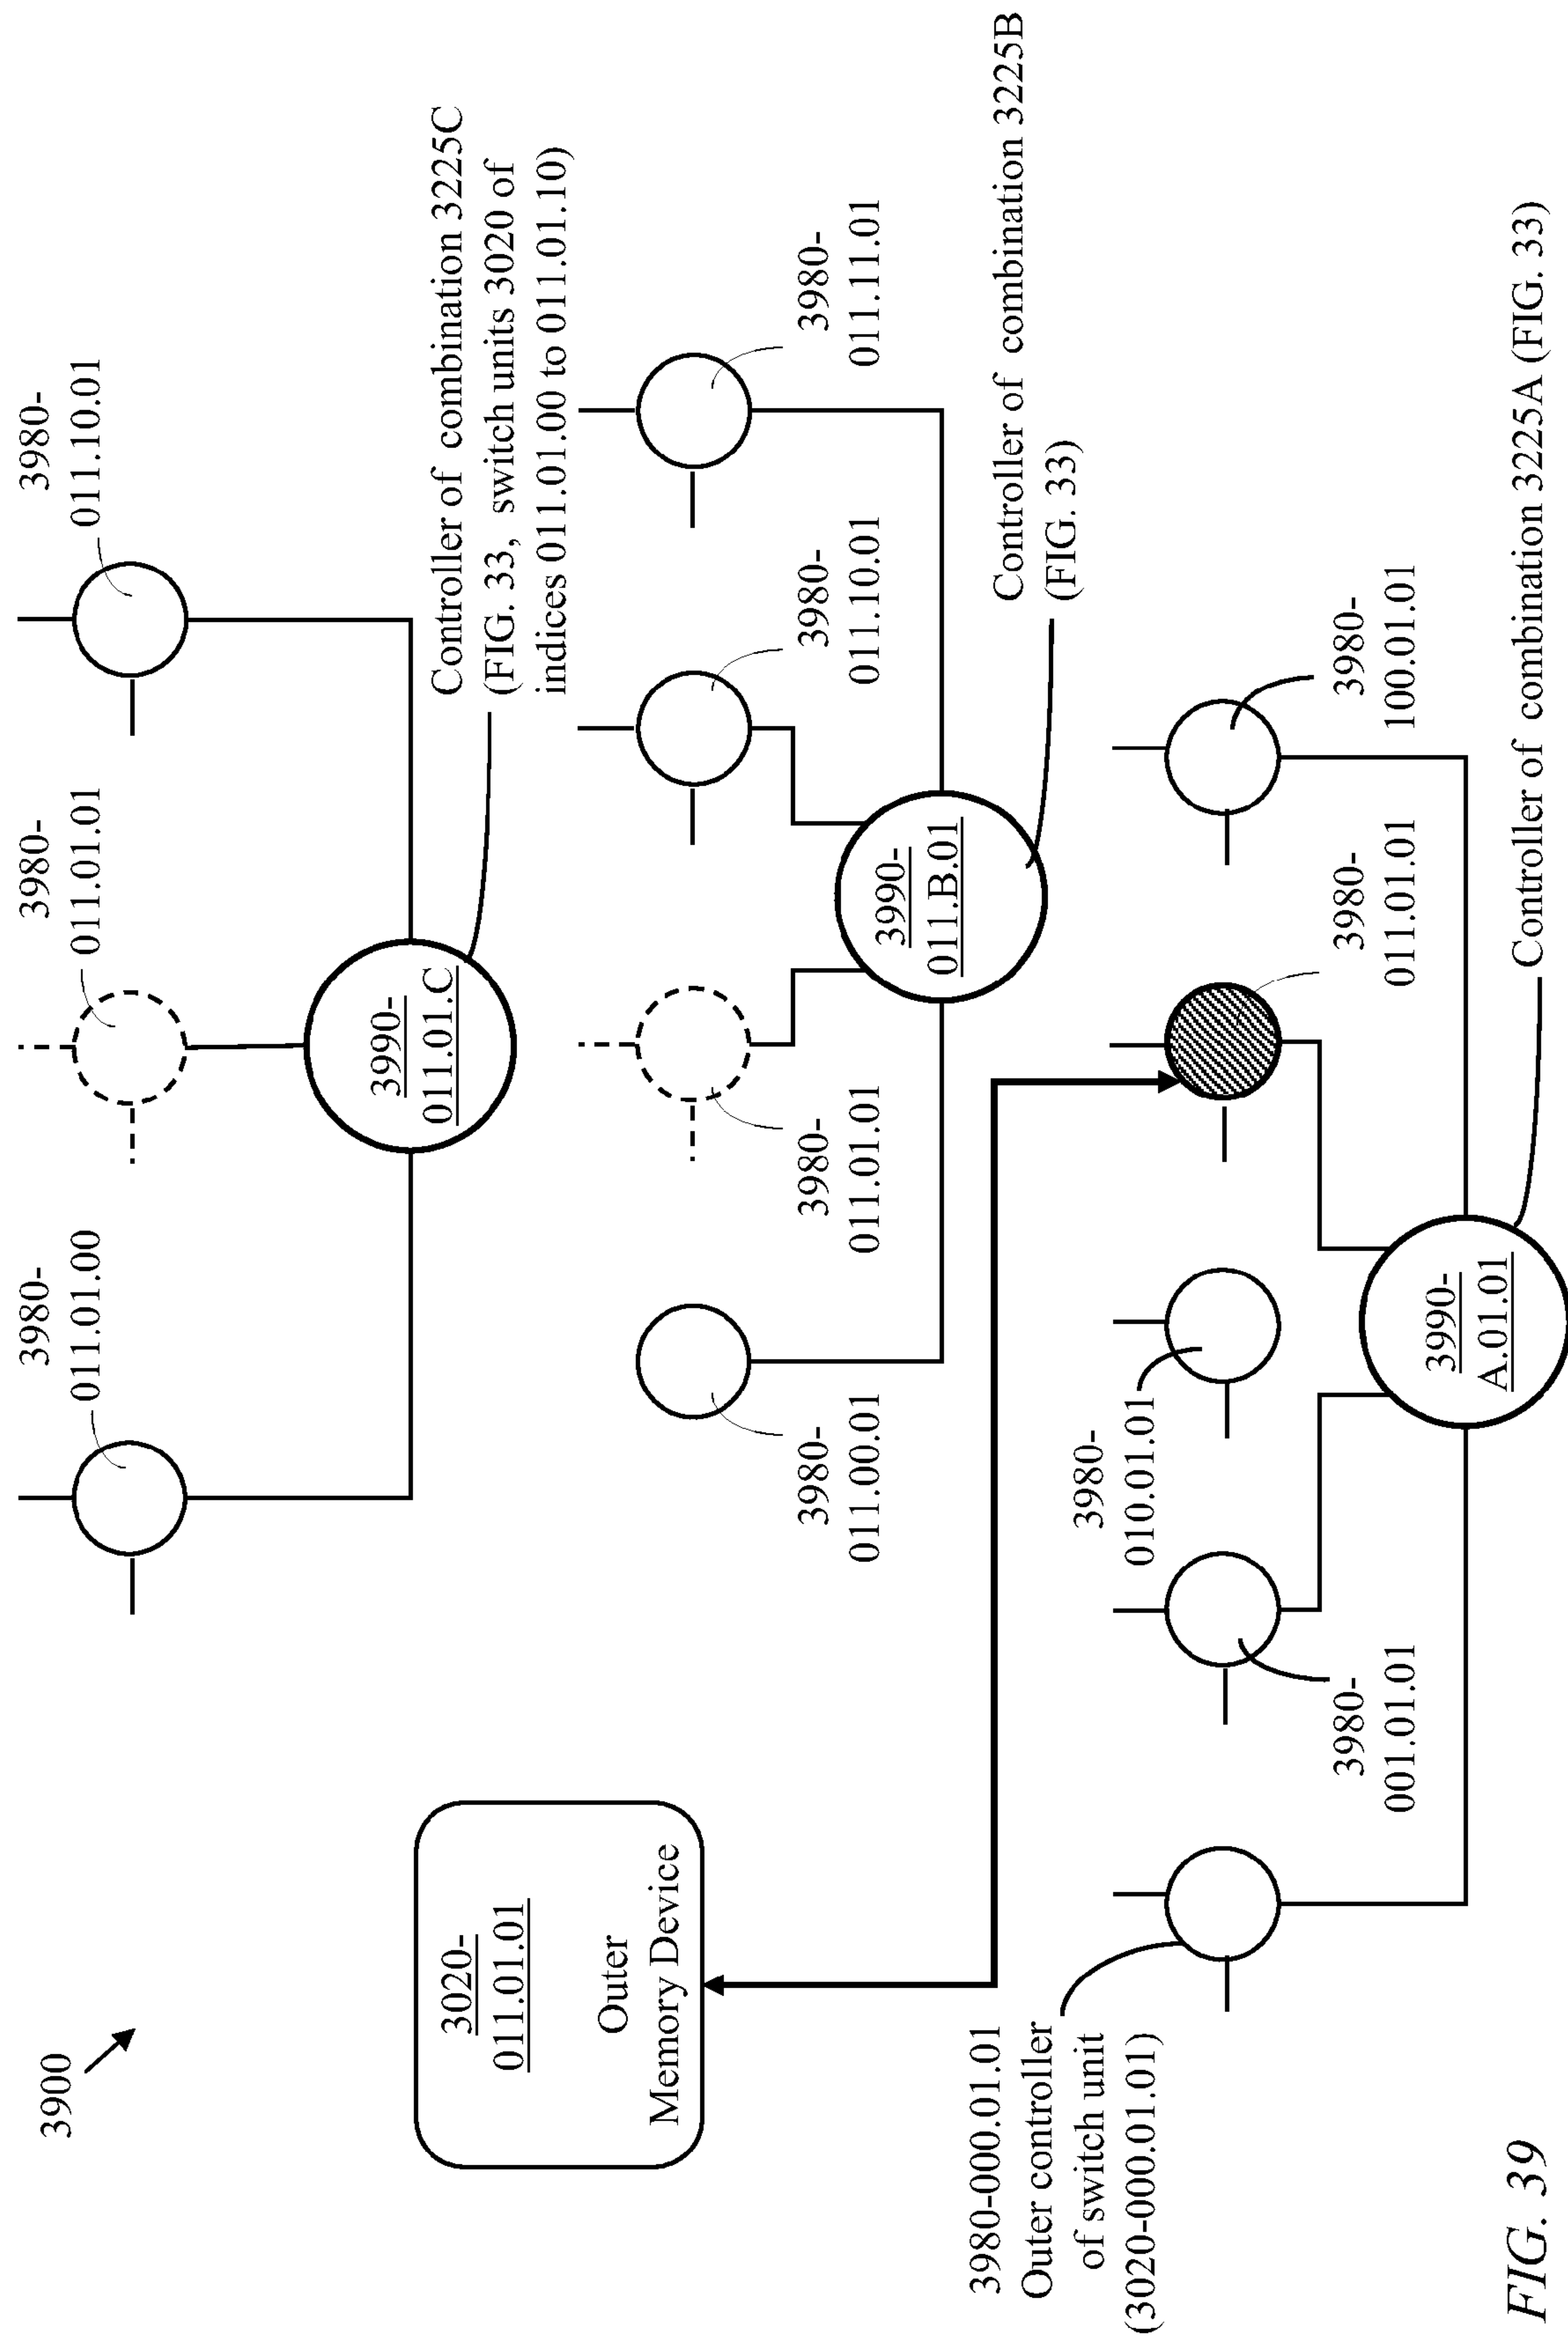 3900
3980-
011.01.00
3980-
011.01.01
3980-
011.10.01
3990-
011.01.C
Controller of combination 3225C
(FIG. 33, switch units 3020 of
indices 011.01.00 to 011.01.10)
3020-
011.01.01
Outer
Memory Device
3980-
011.00.01
3980-
011.01.01
3980-
011.10.01
3980-
011.11.01
3990-
011.B.01
Controller of combination 3225B
(FIG. 33)
3980-000.01.01
Outer controller
of switch unit
(3020-000.01.01)
3980-
001.01.01
3980-
010.01.01
3980-
011.01.01
3980-
100.01.01
3990-
A.01.01
Controller of combination 3225A (FIG. 33)
FIG. 39